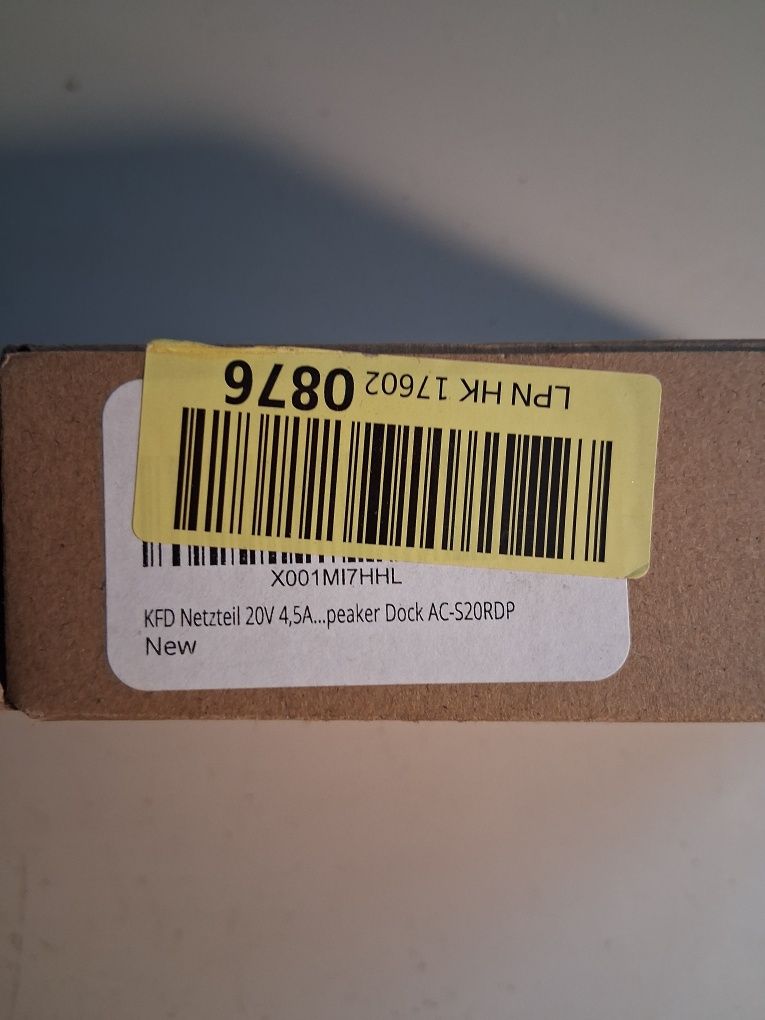 LPN HK 17602 0876
X001MI7HHL
KFD Netzteil 20V 4,5A...peaker Dock AC-S20RDP
New